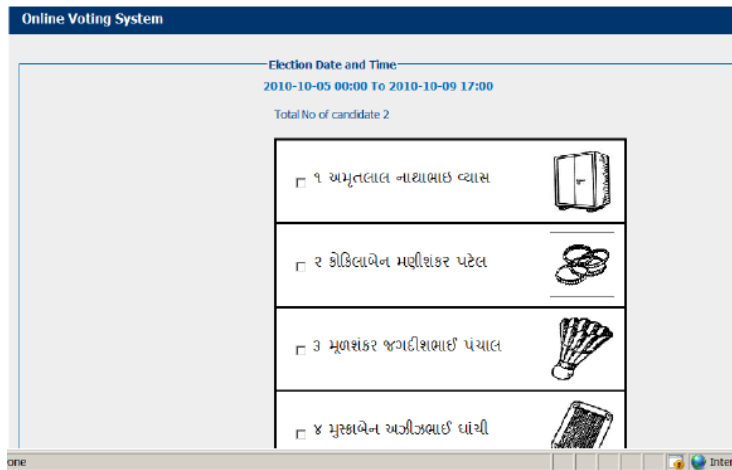 Online Voting System
Election Date and Time
2010-10-05 00:00 To 2010-10-09 17:00
Total No of candidate 2
૧ અમૃતલાલ નાથાભાઇ વ્યાસ
૨ કોકિલાબેન મણીશંકર પટેલ
૩ મૂળશંકર જગદીશભાઈ પંચાલ
૪ મુસ્કાબેન અઝીઝભાઈ ઘાંચી
one
Inter